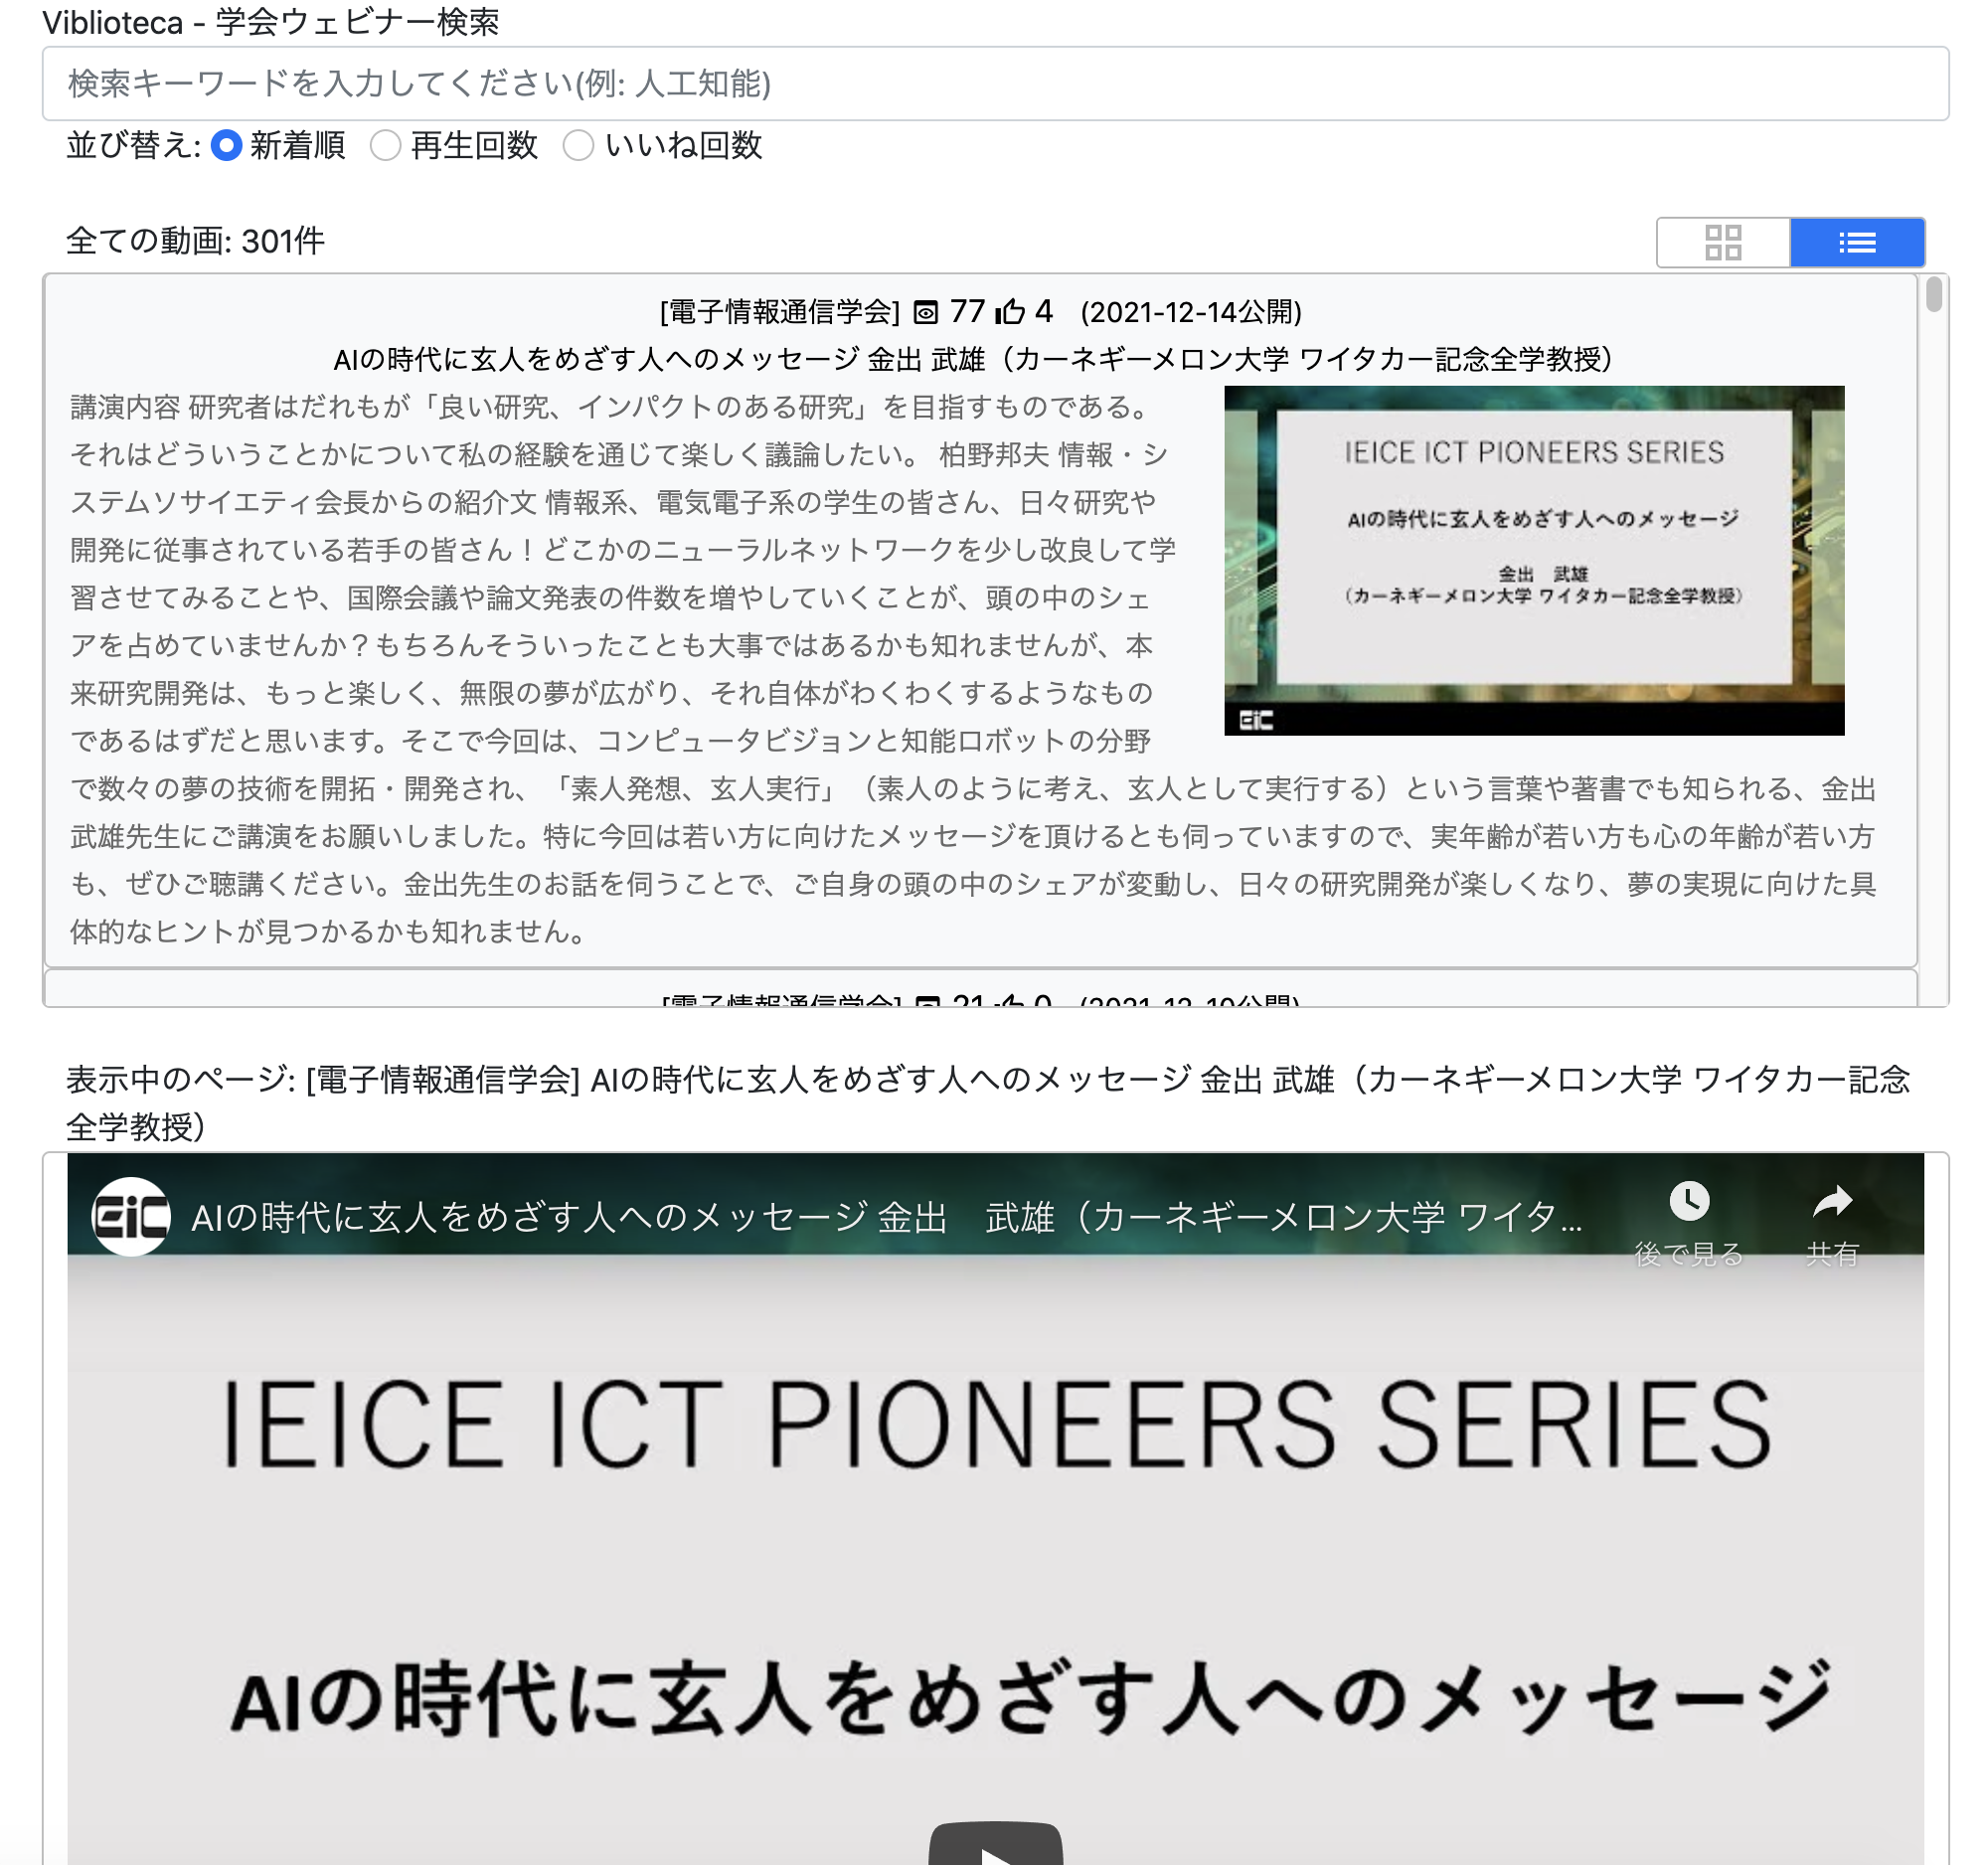 Viblioteca - 学会ウェビナー検索
検索キーワードを入力してください(例: 人工知能)
並び替え: 新着順 再生回数 いいね回数
全ての動画: 301件
[電子情報通信学会] 77 4 (2021-12-14公開)
AIの時代に玄人をめざす人へのメッセージ 金出 武雄（カーネギーメロン大学 ワイタカー記念全学教授）
講演内容 研究者はだれもが「良い研究、インパクトのある研究」を目指すものである。
それはどういうことかについて私の経験を通じて楽しく議論したい。 柏野邦夫 情報・シ
ステムソサイエティ会長からの紹介文 情報系、電気電子系の学生の皆さん、日々研究や
開発に従事されている若手の皆さん！どこかのニューラルネットワークを少し改良して学
習させてみることや、国際会議や論文発表の件数を増やしていくことが、頭の中のシェ
アを占めていませんか？もちろんそういったことも大事ではあるかも知れませんが、本
来研究開発は、もっと楽しく、無限の夢が広がり、それ自体がわくわくするようなもの
であるはずだと思います。そこで今回は、コンピュータビジョンと知能ロボットの分野
で数々の夢の技術を開拓・開発され、「素人発想、玄人実行」（素人のように考え、玄人として実行する）という言葉や著書でも知られる、金出
武雄先生にご講演をお願いしました。特に今回は若い方に向けたメッセージを頂けるとも伺っていますので、実年齢が若い方も心の年齢が若い方
も、ぜひご聴講ください。金出先生のお話を伺うことで、ご自身の頭の中のシェアが変動し、日々の研究開発が楽しくなり、夢の実現に向けた具
体的なヒントが見つかるかも知れません。
IEICE ICT PIONEERS SERIES
AIの時代に玄人をめざす人へのメッセージ
金出　武雄
（カーネギーメロン大学 ワイタカー記念全学教授）
EiC
[電子情報通信学会] 21 0 (2021-12-10公開)
表示中のページ: [電子情報通信学会] AIの時代に玄人をめざす人へのメッセージ 金出 武雄（カーネギーメロン大学 ワイタカー記念
全学教授）
EiC AIの時代に玄人をめざす人へのメッセージ 金出　武雄（カーネギーメロン大学 ワイタ...
後で見る 共有
IEICE ICT PIONEERS SERIES
AIの時代に玄人をめざす人へのメッセージ